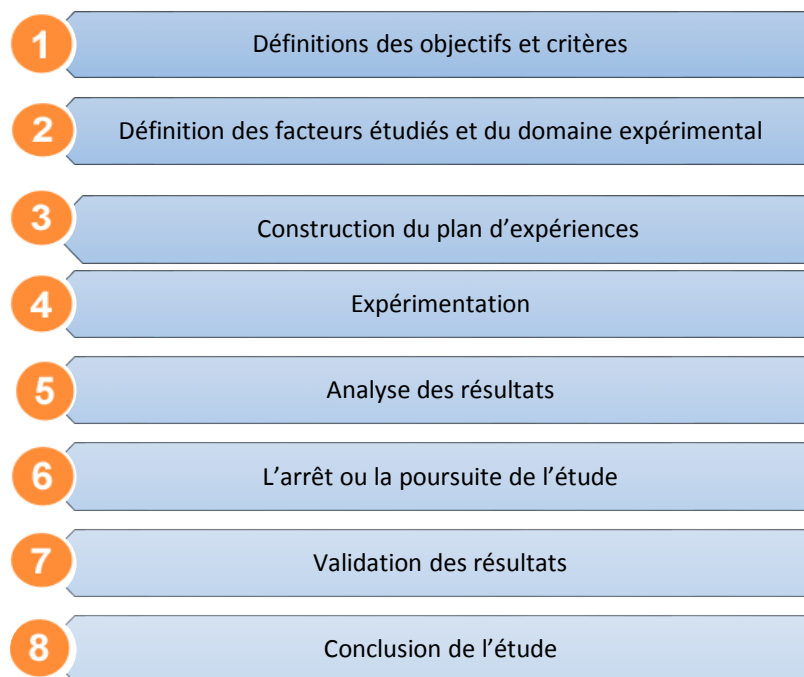 1 Définitions des objectifs et critères
2 Définition des facteurs étudiés et du domaine expérimental
3 Construction du plan d’expériences
4 Expérimentation
5 Analyse des résultats
6 L’arrêt ou la poursuite de l’étude
7 Validation des résultats
8 Conclusion de l’étude